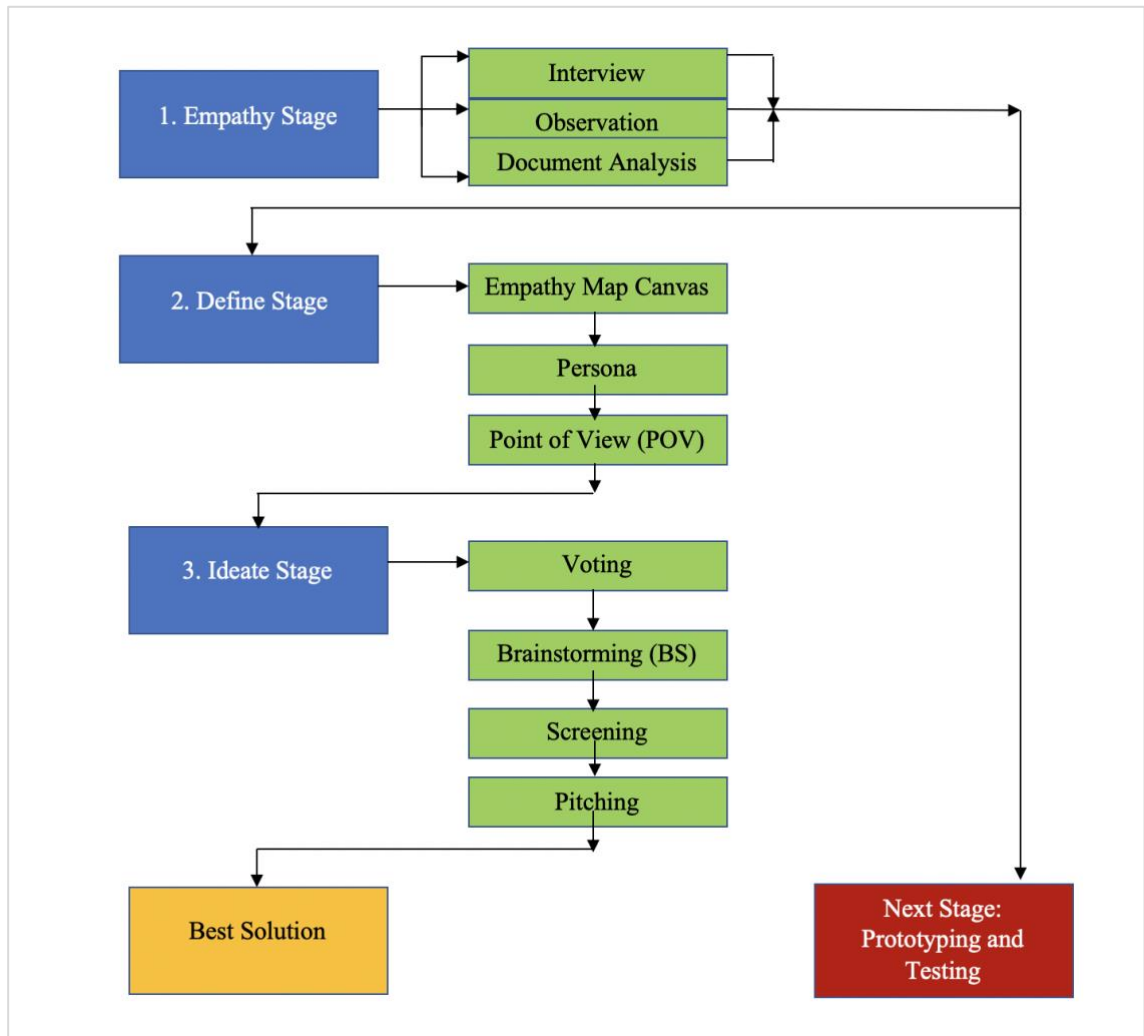 1. Empathy Stage
Interview
Observation
Document Analysis
2. Define Stage
Empathy Map Canvas
Persona
Point of View (POV)
3. Ideate Stage
Voting
Brainstorming (BS)
Screening
Pitching
Best Solution
Next Stage:
Prototyping and
Testing